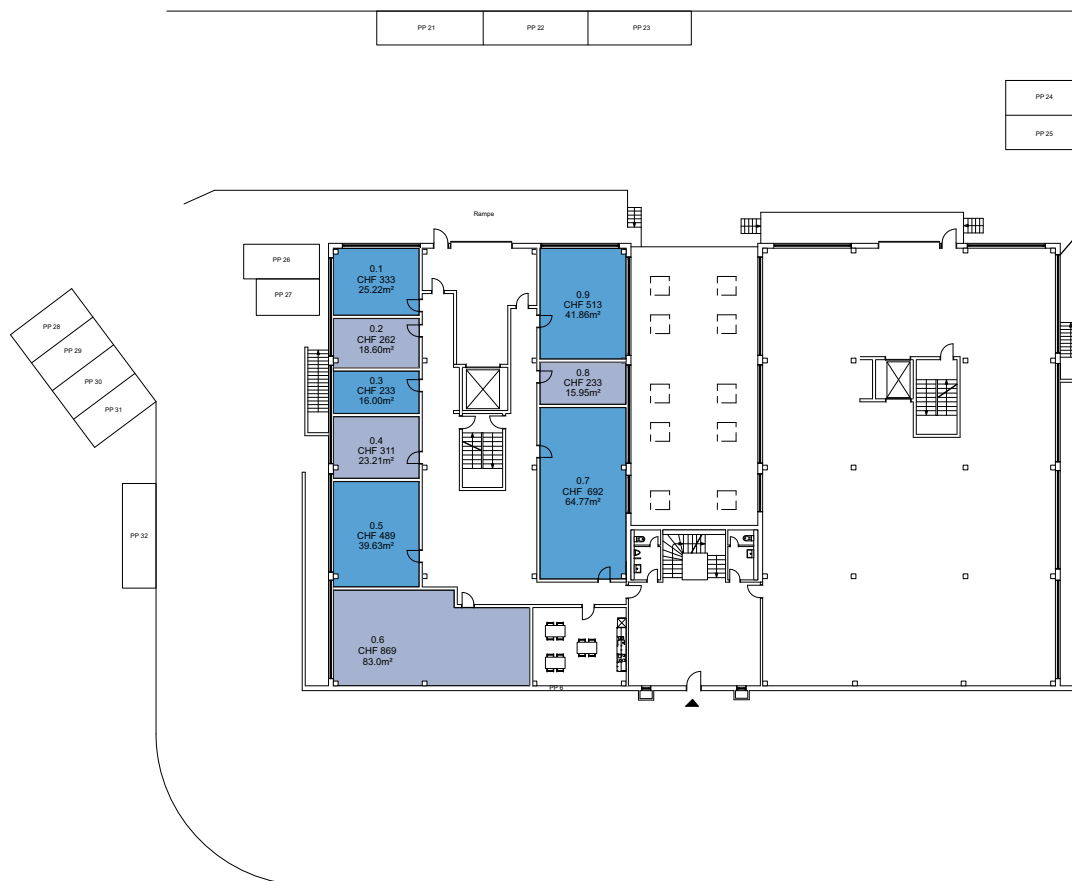 PP 21
PP 22
PP 23
PP 24
PP 25
Rampe
PP 26
PP 27
PP 28
PP 29
PP 30
PP 31
PP 32
0.1
CHF 333
25.22m²
0.2
CHF 262
18.60m²
0.3
CHF 233
16.00m²
0.4
CHF 311
23.21m²
0.5
CHF 489
39.63m²
0.6
CHF 869
83.0m²
0.9
CHF 513
41.86m²
0.8
CHF 233
15.95m²
0.7
CHF 692
64.77m²
PP 6